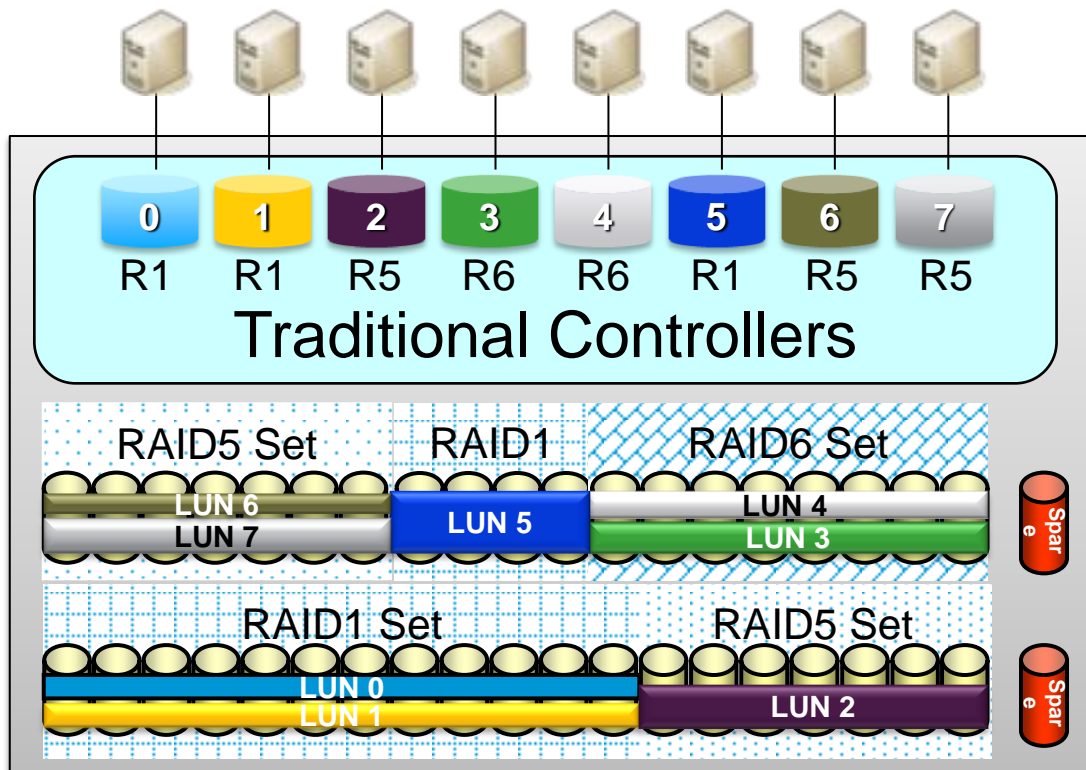 0 1 2 3 4 5 6 7
R1 R1 R5 R6 R6 R1 R5 R5
Traditional Controllers
RAID5 Set RAID1 RAID6 Set
LUN 6
LUN 7
LUN 5
LUN 4
LUN 3
Spar
e
RAID1 Set RAID5 Set
LUN 0
LUN 1
LUN 2
Spar
e